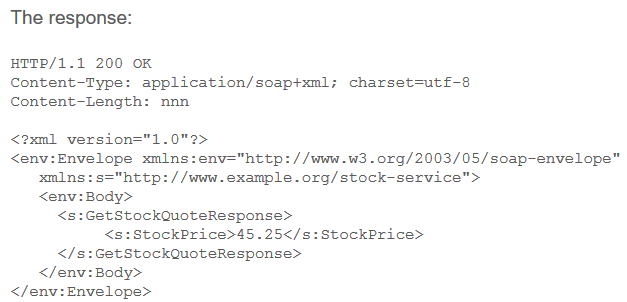 The response:
HTTP/1.1 200 OK
Content-Type: application/soap+xml; charset=utf-8
Content-Length: nnn
<?xml version="1.0"?>
<env:Envelope xmlns:env="http://www.w3.org/2003/05/soap-envelope"
   xmlns:s="http://www.example.org/stock-service">
   <env:Body>
     <s:GetStockQuoteResponse>
          <s:StockPrice>45.25</s:StockPrice>
     </s:GetStockQuoteResponse>
   </env:Body>
</env:Envelope>